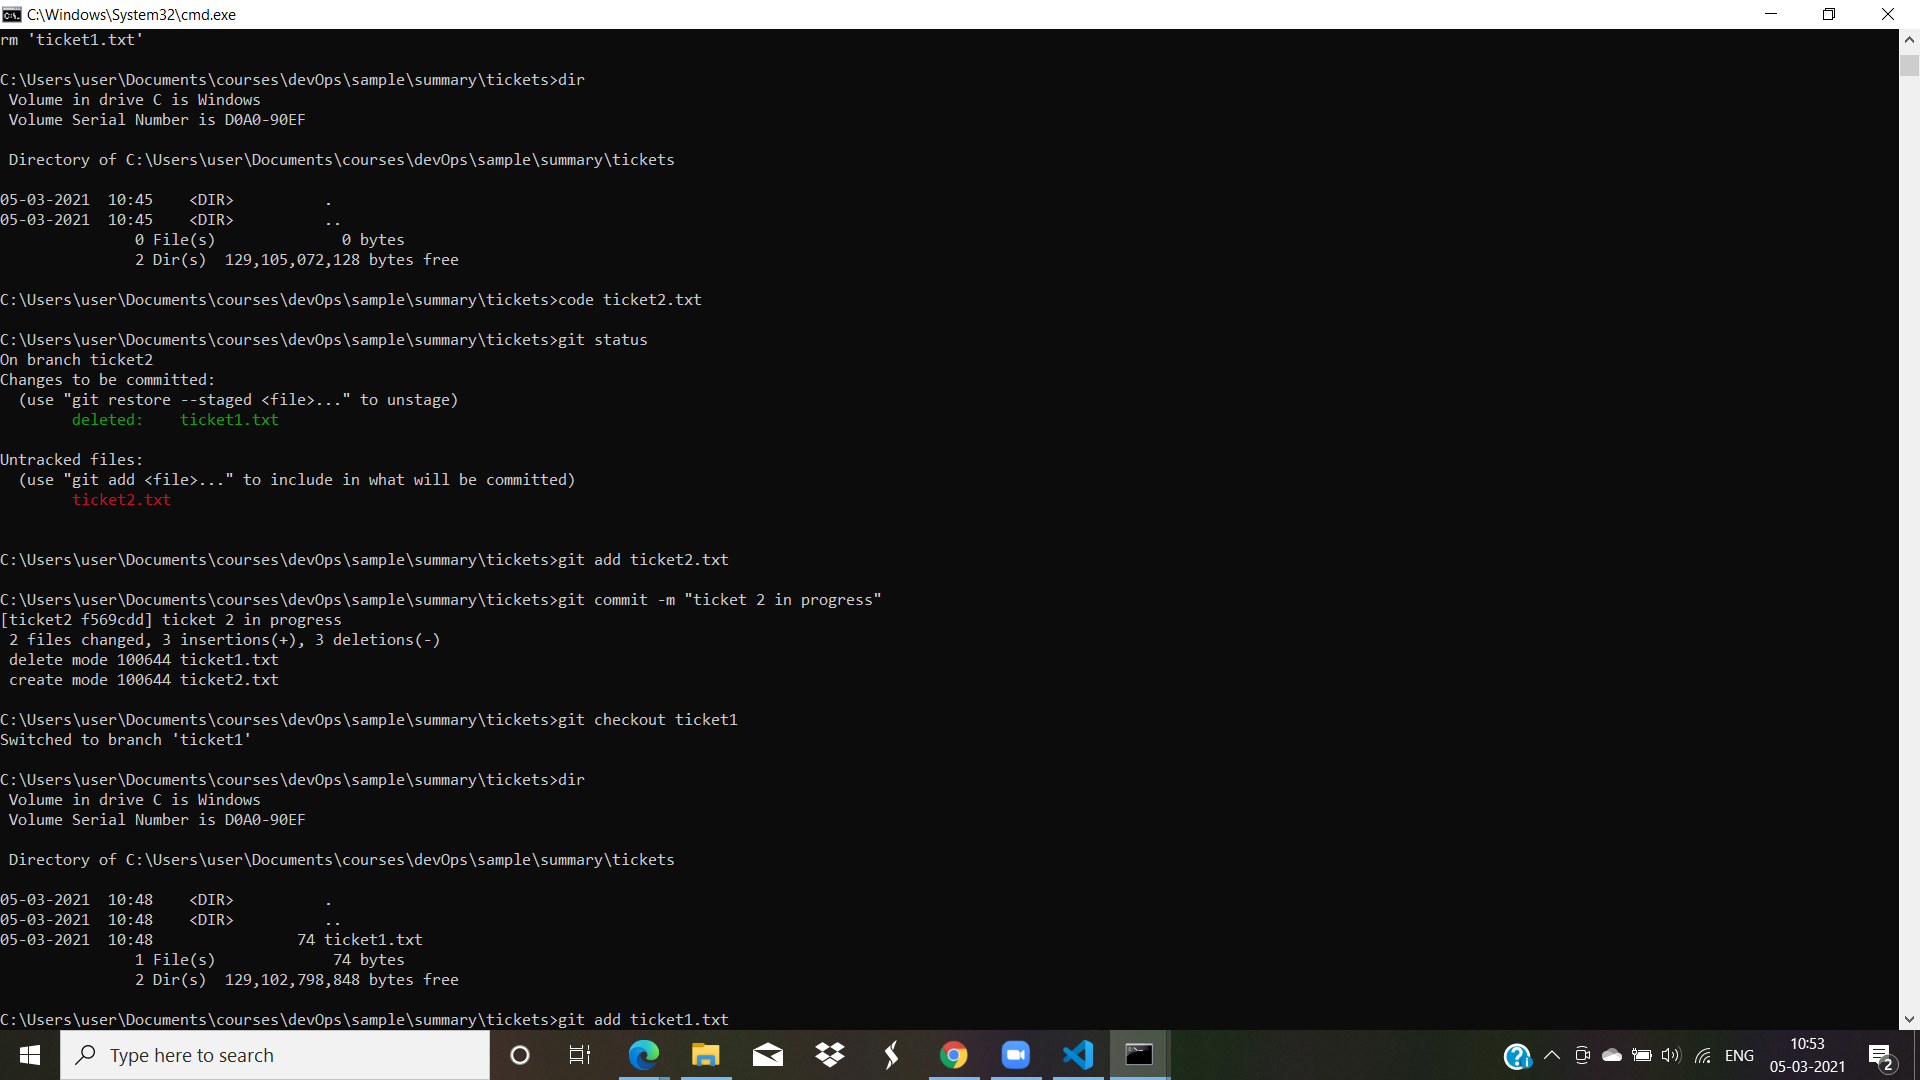 C:\Windows\System32\cmd.exe
rm 'ticket1.txt'
C:\Users\user\Documents\courses\devOps\sample\summary\tickets>dir
Volume in drive C is Windows
Volume Serial Number is D0A0-90EF
Directory of C:\Users\user\Documents\courses\devOps\sample\summary\tickets
05-03-2021  10:45    <DIR>          .
05-03-2021  10:45    <DIR>          ..
0 File(s)              0 bytes
2 Dir(s)  129,105,072,128 bytes free
C:\Users\user\Documents\courses\devOps\sample\summary\tickets>code ticket2.txt
C:\Users\user\Documents\courses\devOps\sample\summary\tickets>git status
On branch ticket2
Changes to be committed:
(use "git restore --staged <file>..." to unstage)
deleted:    ticket1.txt
Untracked files:
(use "git add <file>..." to include in what will be committed)
ticket2.txt
C:\Users\user\Documents\courses\devOps\sample\summary\tickets>git add ticket2.txt
C:\Users\user\Documents\courses\devOps\sample\summary\tickets>git commit -m "ticket 2 in progress"
[ticket2 f569cdd] ticket 2 in progress
2 files changed, 3 insertions(+), 3 deletions(-)
delete mode 100644 ticket1.txt
create mode 100644 ticket2.txt
C:\Users\user\Documents\courses\devOps\sample\summary\tickets>git checkout ticket1
Switched to branch 'ticket1'
C:\Users\user\Documents\courses\devOps\sample\summary\tickets>dir
Volume in drive C is Windows
Volume Serial Number is D0A0-90EF
Directory of C:\Users\user\Documents\courses\devOps\sample\summary\tickets
05-03-2021  10:48    <DIR>          .
05-03-2021  10:48    <DIR>          ..
05-03-2021  10:48                74 ticket1.txt
1 File(s)             74 bytes
2 Dir(s)  129,102,798,848 bytes free
C:\Users\user\Documents\courses\devOps\sample\summary\tickets>git add ticket1.txt
Type here to search
ENG
10:53
05-03-2021
2